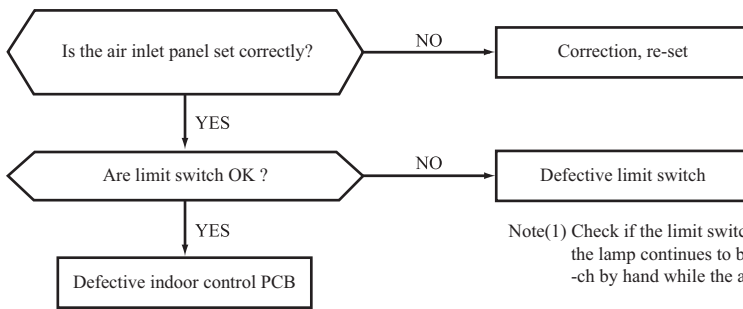 Is the air inlet panel set correctly?
NO
Correction, re-set
YES
Are limit switch OK ?
NO
Defective limit switch
YES
Defective indoor control PCB
Note(1) Check if the limit switc
the lamp continues to b
-ch by hand while the a